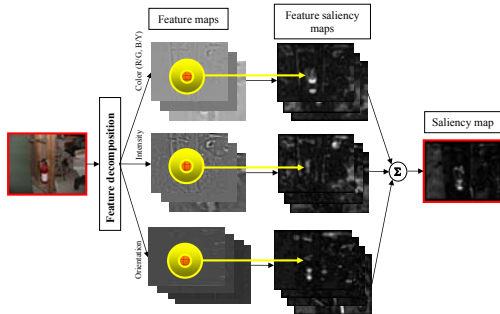 Feature maps
Feature saliency
maps
Color (R/G, B/Y)
Intensity
Orientation
Feature decomposition
Σ
Saliency map